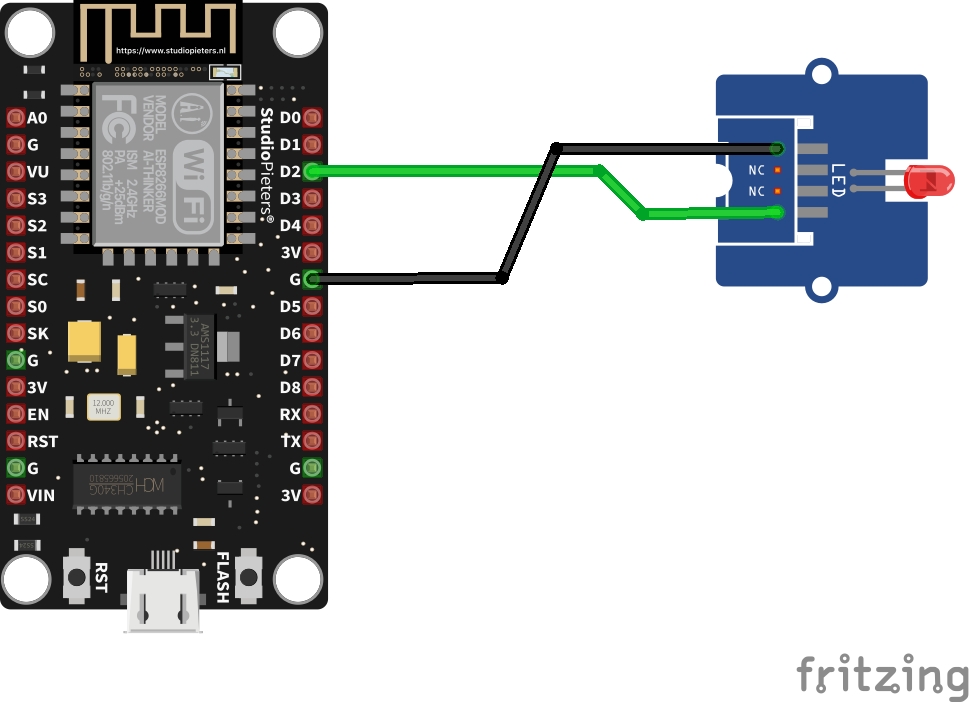 https://www.studiopieters.nl
A0
G
VU
S3
S2
S1
SC
S0
SK
G
3V
EN
RST
G
VIN
MODEL
VENDOR
Ai
FC
WiFi
ESP8266MOD
AI-THINKER
ISM 2.4GHz
PA +25dBm
802.11b/g/n
StudioPieters®
D0
D1
D2
D3
D4
3V
G
D5
D6
D7
D8
RX
TX
G
3V
AMS1117
3.3 DN811
12.000
MHZ
CH340G
RST
FLASH
NC
NC
LED
fritzing